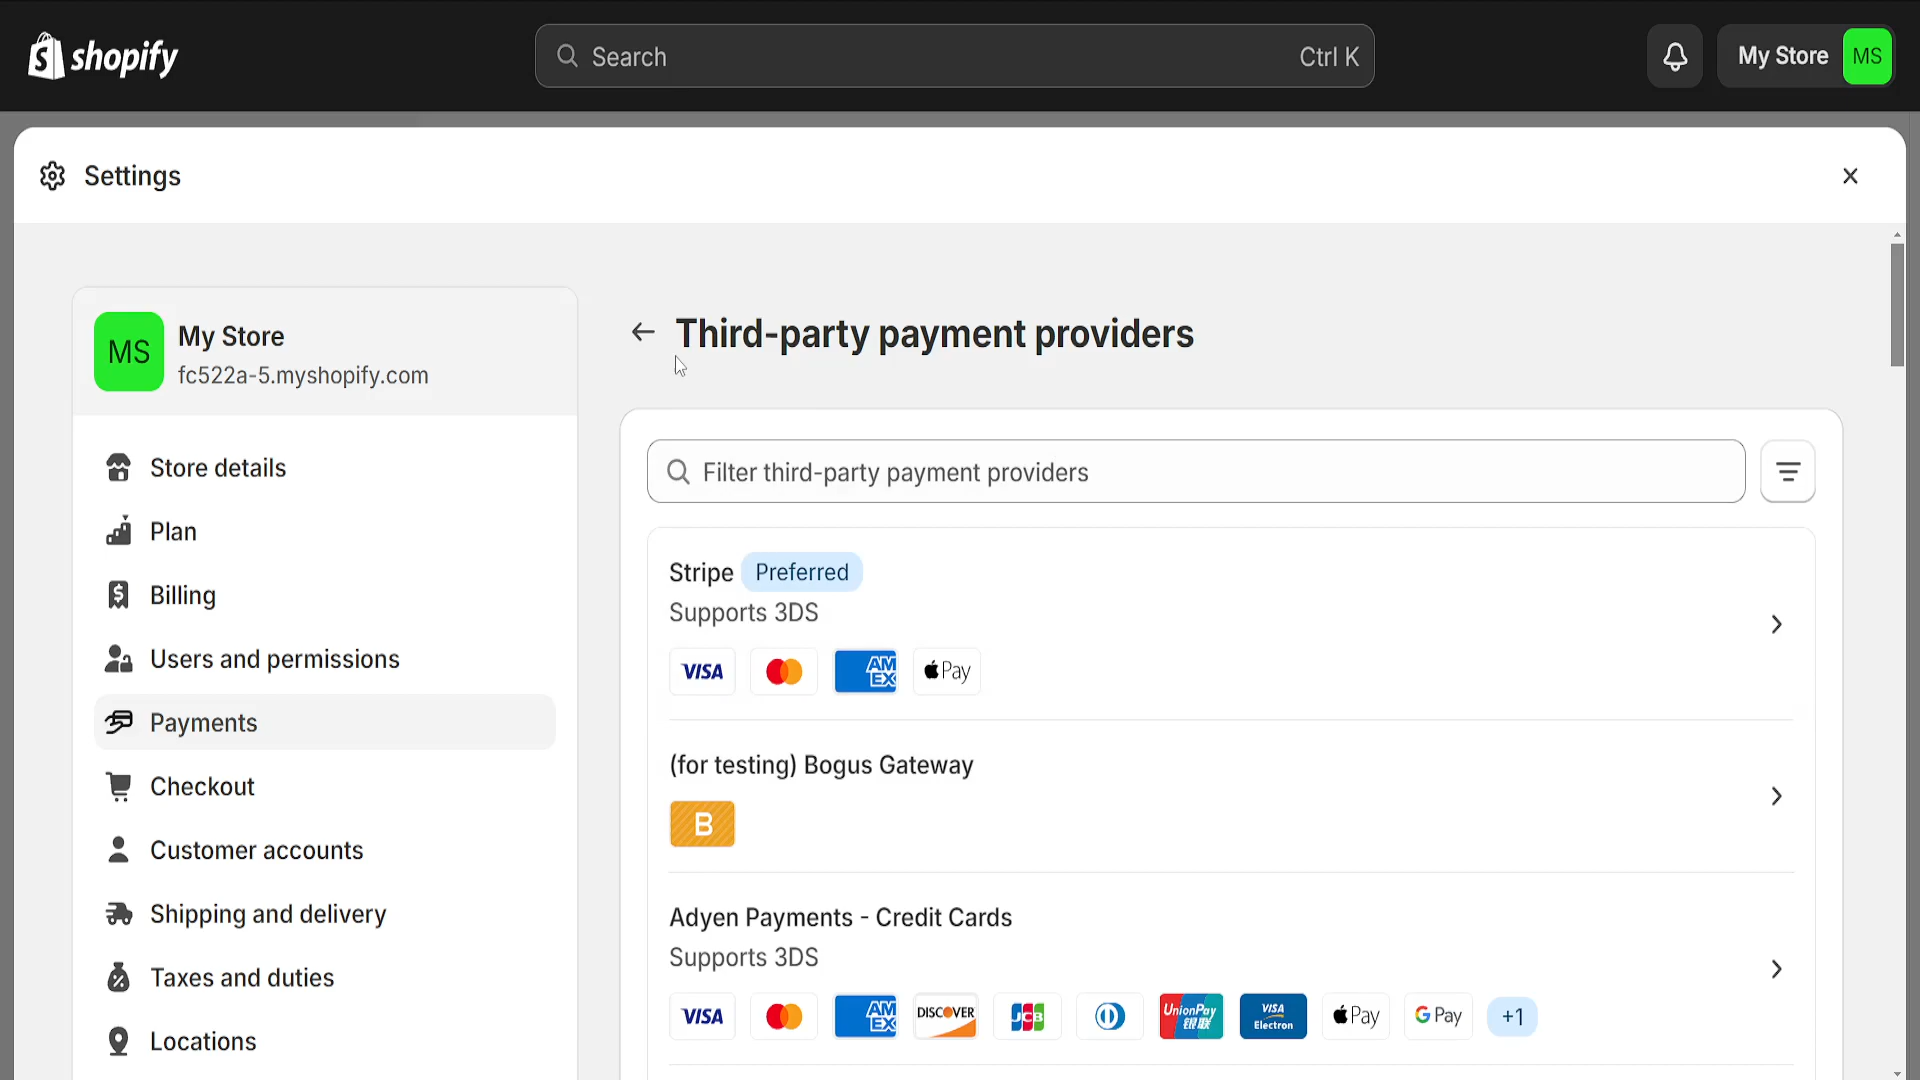 shopify
Search
Ctrl K
My Store
MS
Settings
MS
My Store
fc522a-5.myshopify.com
Store details
Plan
Billing
Users and permissions
Payments
Checkout
Customer accounts
Shipping and delivery
Taxes and duties
Locations
Third-party payment providers
Filter third-party payment providers
Stripe Preferred
Supports 3DS
VISA AM EX Pay
(for testing) Bogus Gateway
B
Adyen Payments - Credit Cards
Supports 3DS
VISA AM EX DISCOVER JCB UnionPay 银联 VISA Electron Pay G Pay +1